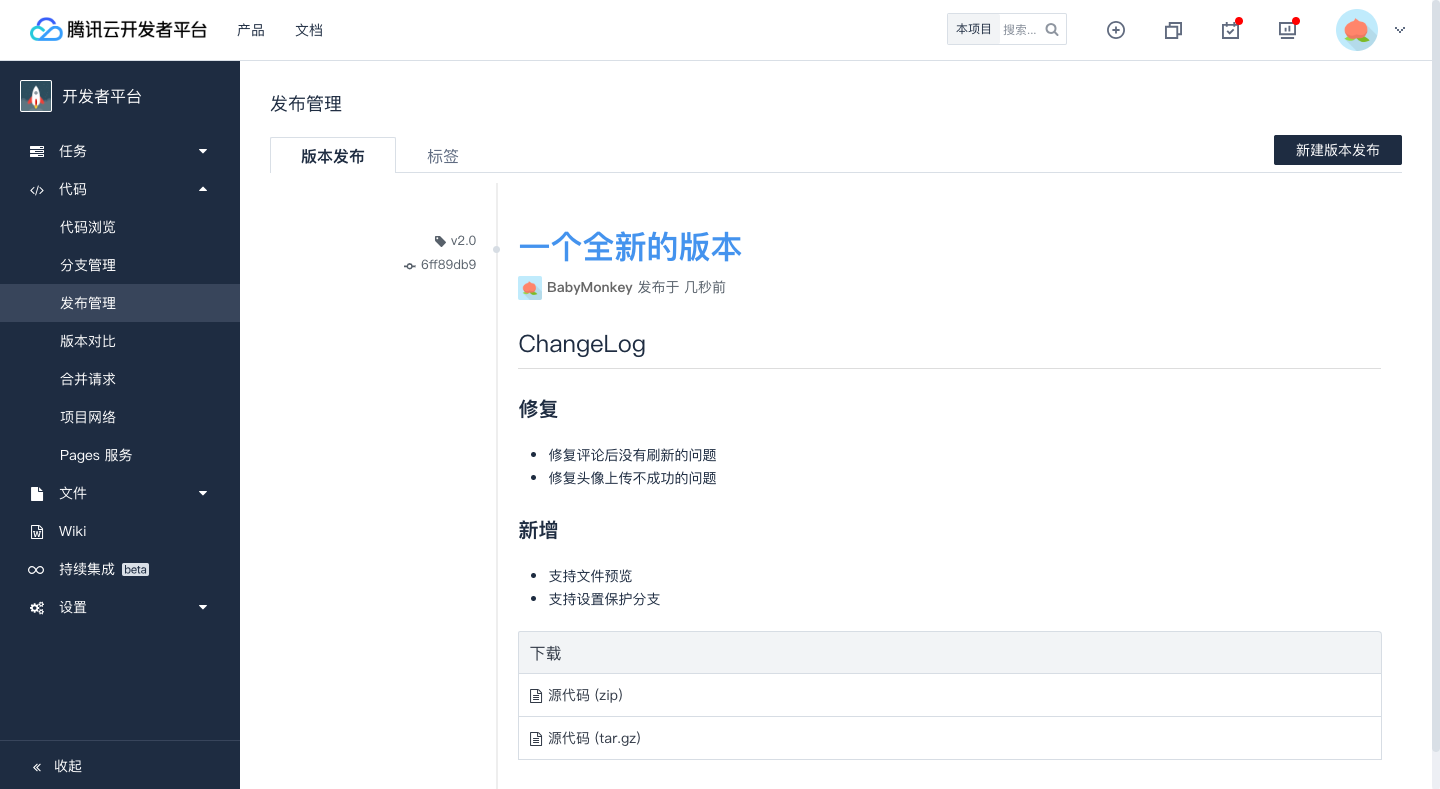 腾讯云开发者平台 产品 文档 本项目 搜索...
开发者平台
任务
代码
代码浏览
分支管理
发布管理
版本对比
合并请求
项目网络
Pages 服务
文件
Wiki
持续集成 beta
设置
收起
发布管理
版本发布 标签 新建版本发布
v2.0
6ff89db9
一个全新的版本
BabyMonkey 发布于 几秒前
ChangeLog
修复
修复评论后没有刷新的问题
修复头像上传不成功的问题
新增
支持文件预览
支持设置保护分支
下载
源代码 (zip)
源代码 (tar.gz)